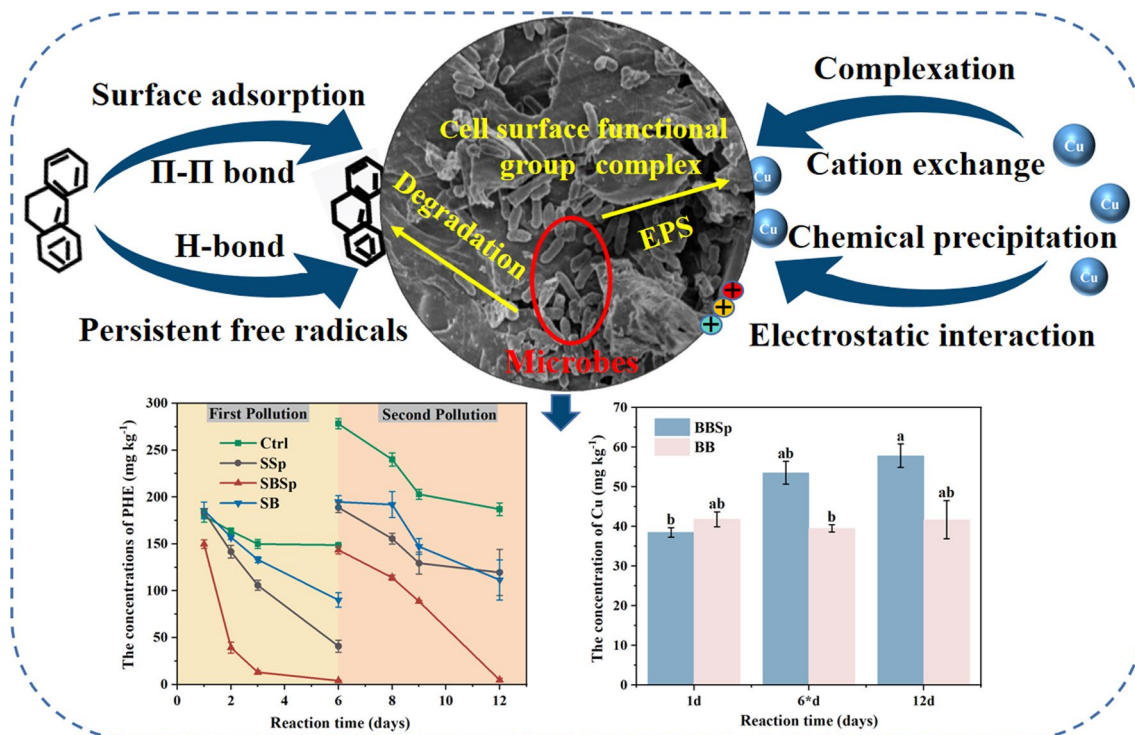 Surface adsorption
Π-Π bond
H-bond
Persistent free radicals
Cell surface functional
group complex
Degradation
EPS
Microbes
Complexation
Cation exchange
Chemical precipitation
Electrostatic interaction
Cu
Cu
Cu
Cu
Cu
+
+
+
First Pollution
Second Pollution
Ctrl
SSp
SBSp
SB
The concentrations of PHE (mg kg⁻¹)
300
250
200
150
100
50
0
0 2 4 6 8 10 12
Reaction time (days)
BBSp
BB
The concentration of Cu (mg kg⁻¹)
70
60
50
40
30
20
10
0
b ab ab b a ab
1d 6*d 12d
Reaction time (days)